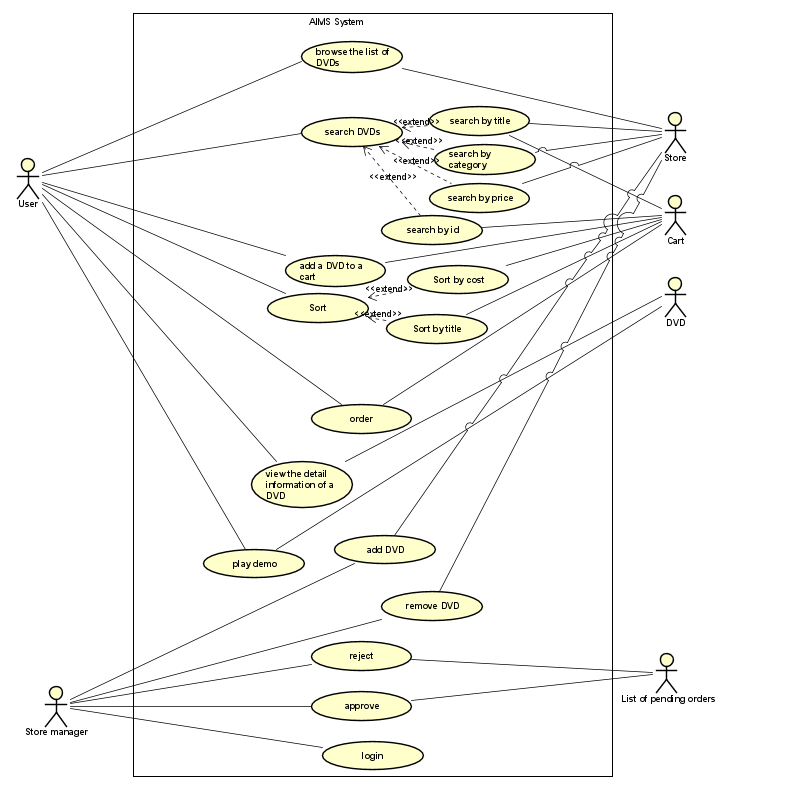 AIMS System
browse the list of
DVDs
search DVDs
<<extend>>
search by title
<<extend>>
search by
category
<<extend>>
<<extend>>
search by price
search by id
Store
User
Cart
add a DVD to a
cart
Sort by cost
<<extend>>
Sort
<<extend>>
Sort by title
DVD
order
view the detail
information of a
DVD
add DVD
play demo
remove DVD
reject
List of pending orders
approve
Store manager
login